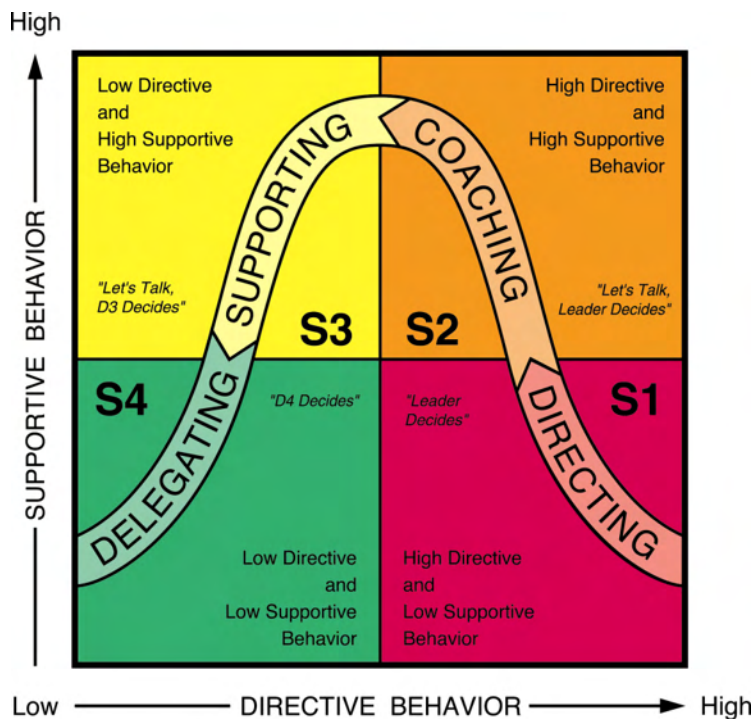 High
Low Directive
and
High Supportive
Behavior
High Directive
and
High Supportive
Behavior
SUPPORTING
COACHING
"Let's Talk,
D3 Decides"
"Let's Talk,
Leader Decides"
S3
S2
SUPPORTIVE BEHAVIOR
S4
"D4 Decides"
"Leader
Decides"
S1
DELEGATING
DIRECTING
Low Directive
and
Low Supportive
Behavior
High Directive
and
Low Supportive
Behavior
Low
DIRECTIVE BEHAVIOR
High